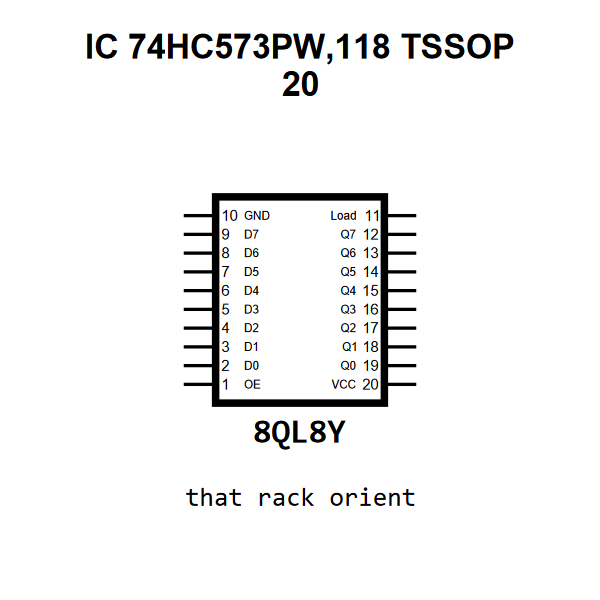 IC 74HC573PW,118 TSSOP
20
10 GND Load 11
9 D7 Q7 12
8 D6 Q6 13
7 D5 Q5 14
6 D4 Q4 15
5 D3 Q3 16
4 D2 Q2 17
3 D1 Q1 18
2 D0 Q0 19
1 OE VCC 20
8QL8Y
that rack orient